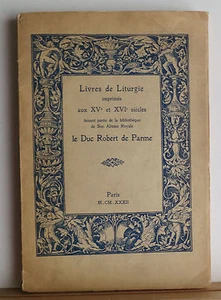 Livres de Liturgie
imprimés
aux XVe et XVIe siècles
faisant partie de la bibliothèque
de Son Altesse Royale
le Duc Robert de Parme
Paris
M.CM.XXXII